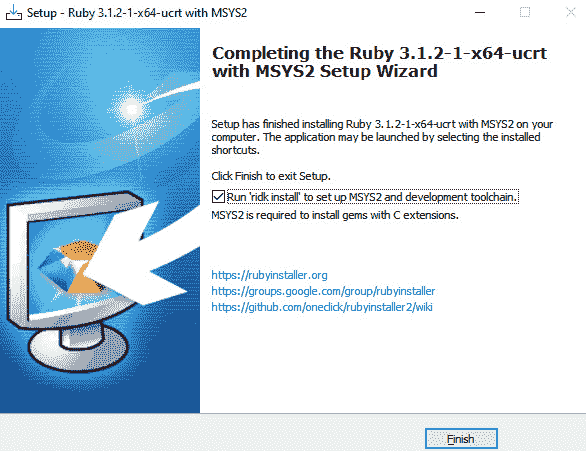 Setup - Ruby 3.1.2-1-x64-ucrt with MSYS2
Completing the Ruby 3.1.2-1-x64-ucrt
with MSYS2 Setup Wizard
Setup has finished installing Ruby 3.1.2-1-x64-ucrt with MSYS2 on your
computer. The application may be launched by selecting the installed
shortcuts.
Click Finish to exit Setup.
Run 'ridk install' to set up MSYS2 and development toolchain.
MSYS2 is required to install gems with C extensions.
https://rubyinstaller.org
https://groups.google.com/group/rubyinstaller
https://github.com/oneclick/rubyinstaller2/wiki
Finish